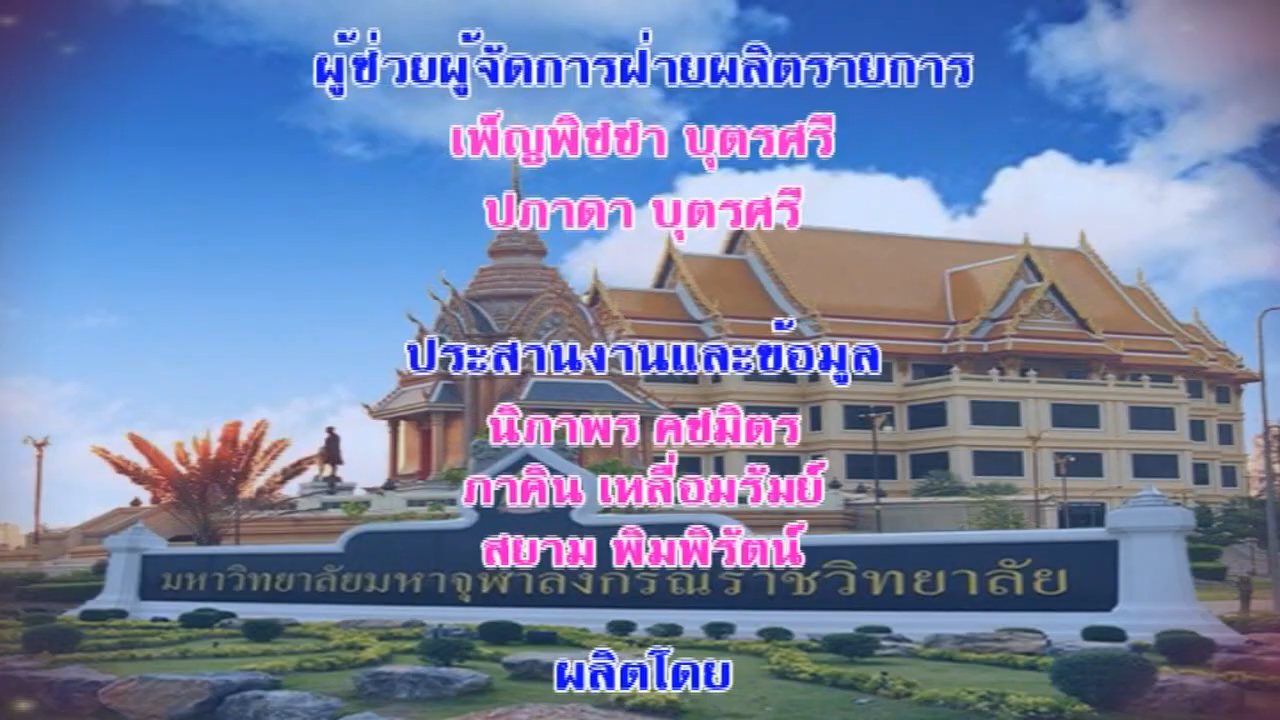 ผู้ช่วยผู้จัดการฝ่ายผลิตรายการ
เพ็ญพิชชา บุตรศรี
ปภาดา บุตรศรี
ประสานงานและข้อมูล
นิภาพร คชมิตร
ภาคิน เหลื่อมรัมย์
สยาม พิมพิรัตน์
มหาวิทยาลัยมหาจุฬาลงกรณราชวิทยาลัย
ผลิตโดย